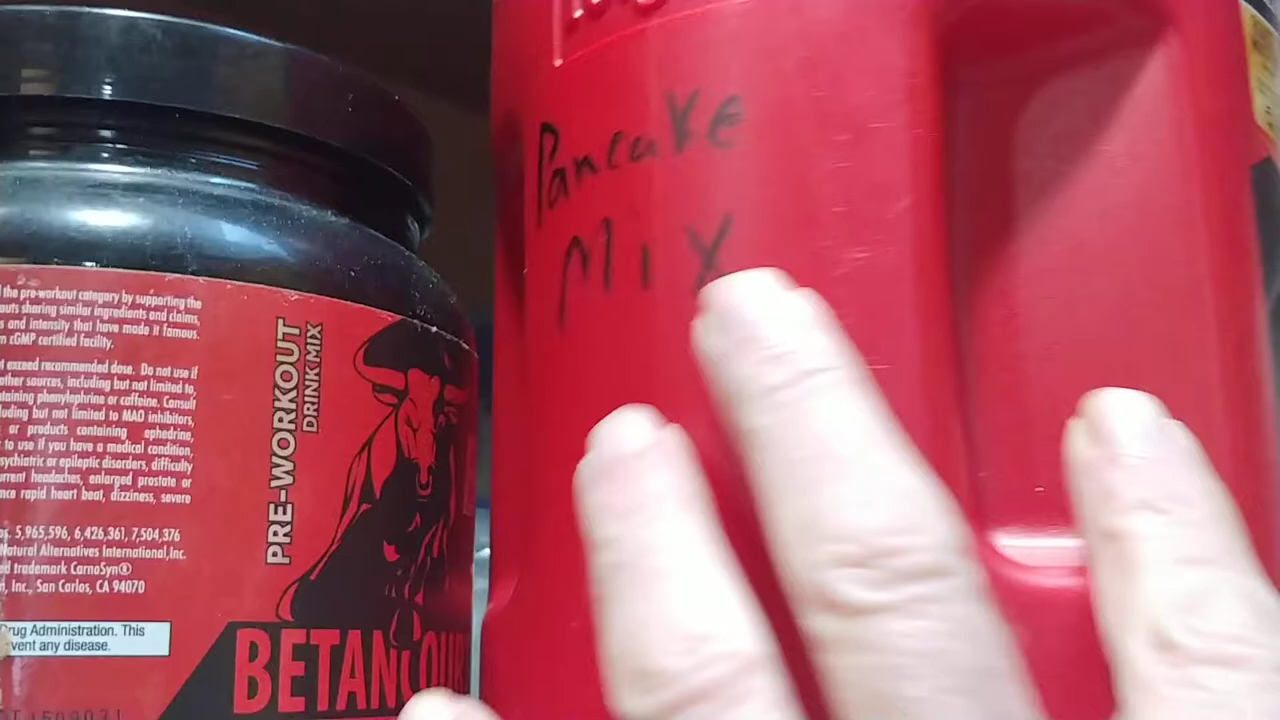 the pre-workout category by supporting the
outs sharing similar ingredients and claims,
s and intensity that have made it famous.
n cGMP certified facility.
t exceed recommended dose. Do not use if
other sources, including but not limited to,
taining phenylephrine or caffeine. Consult
luding but not limited to MAO inhibitors,
or products containing ephedrine,
to use if you have a medical condition,
sychiatric or epileptic disorders, difficulty
urrent headaches, enlarged prostate or
nce rapid heart beat, dizziness, severe
os. 5,965,596, 6,426,361, 7,504,376
Natural Alternatives International, Inc.
ed trademark CarnoSyn®
, Inc., San Carlos, CA 94070
Drug Administration. This
vent any disease.
PRE-WORKOUT
DRINK MIX
BETANCOUR
Pancake
Mix